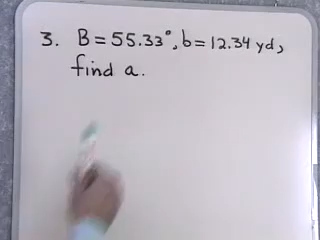 3. B = 55.33°, b = 12.34 yd,
find a.